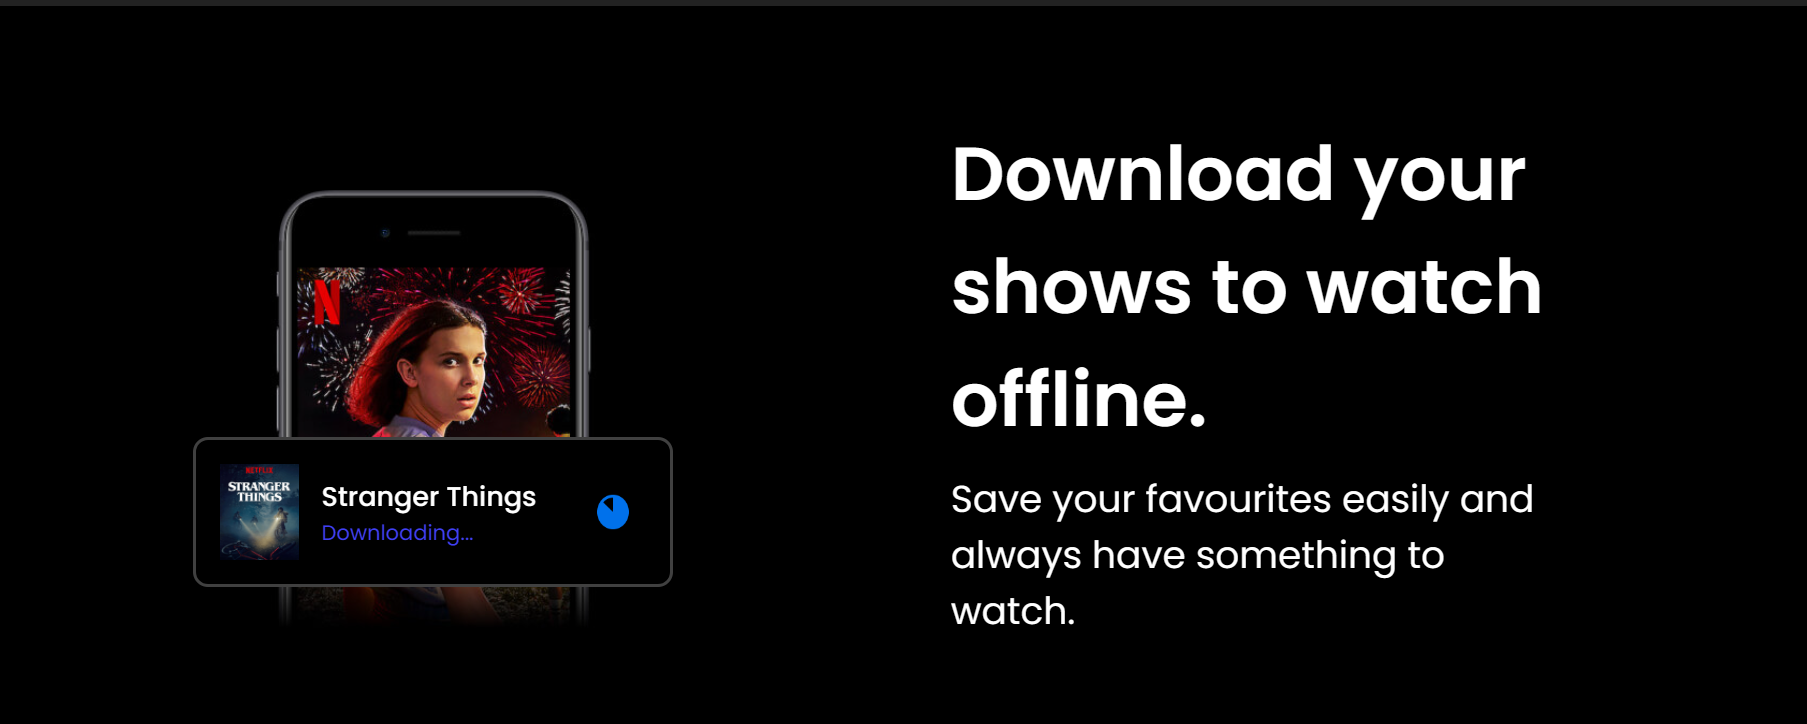 Download your
shows to watch
offline.
Save your favourites easily and
always have something to
watch.
N
NETFLIX
STRANGER
THINGS
Stranger Things
Downloading...